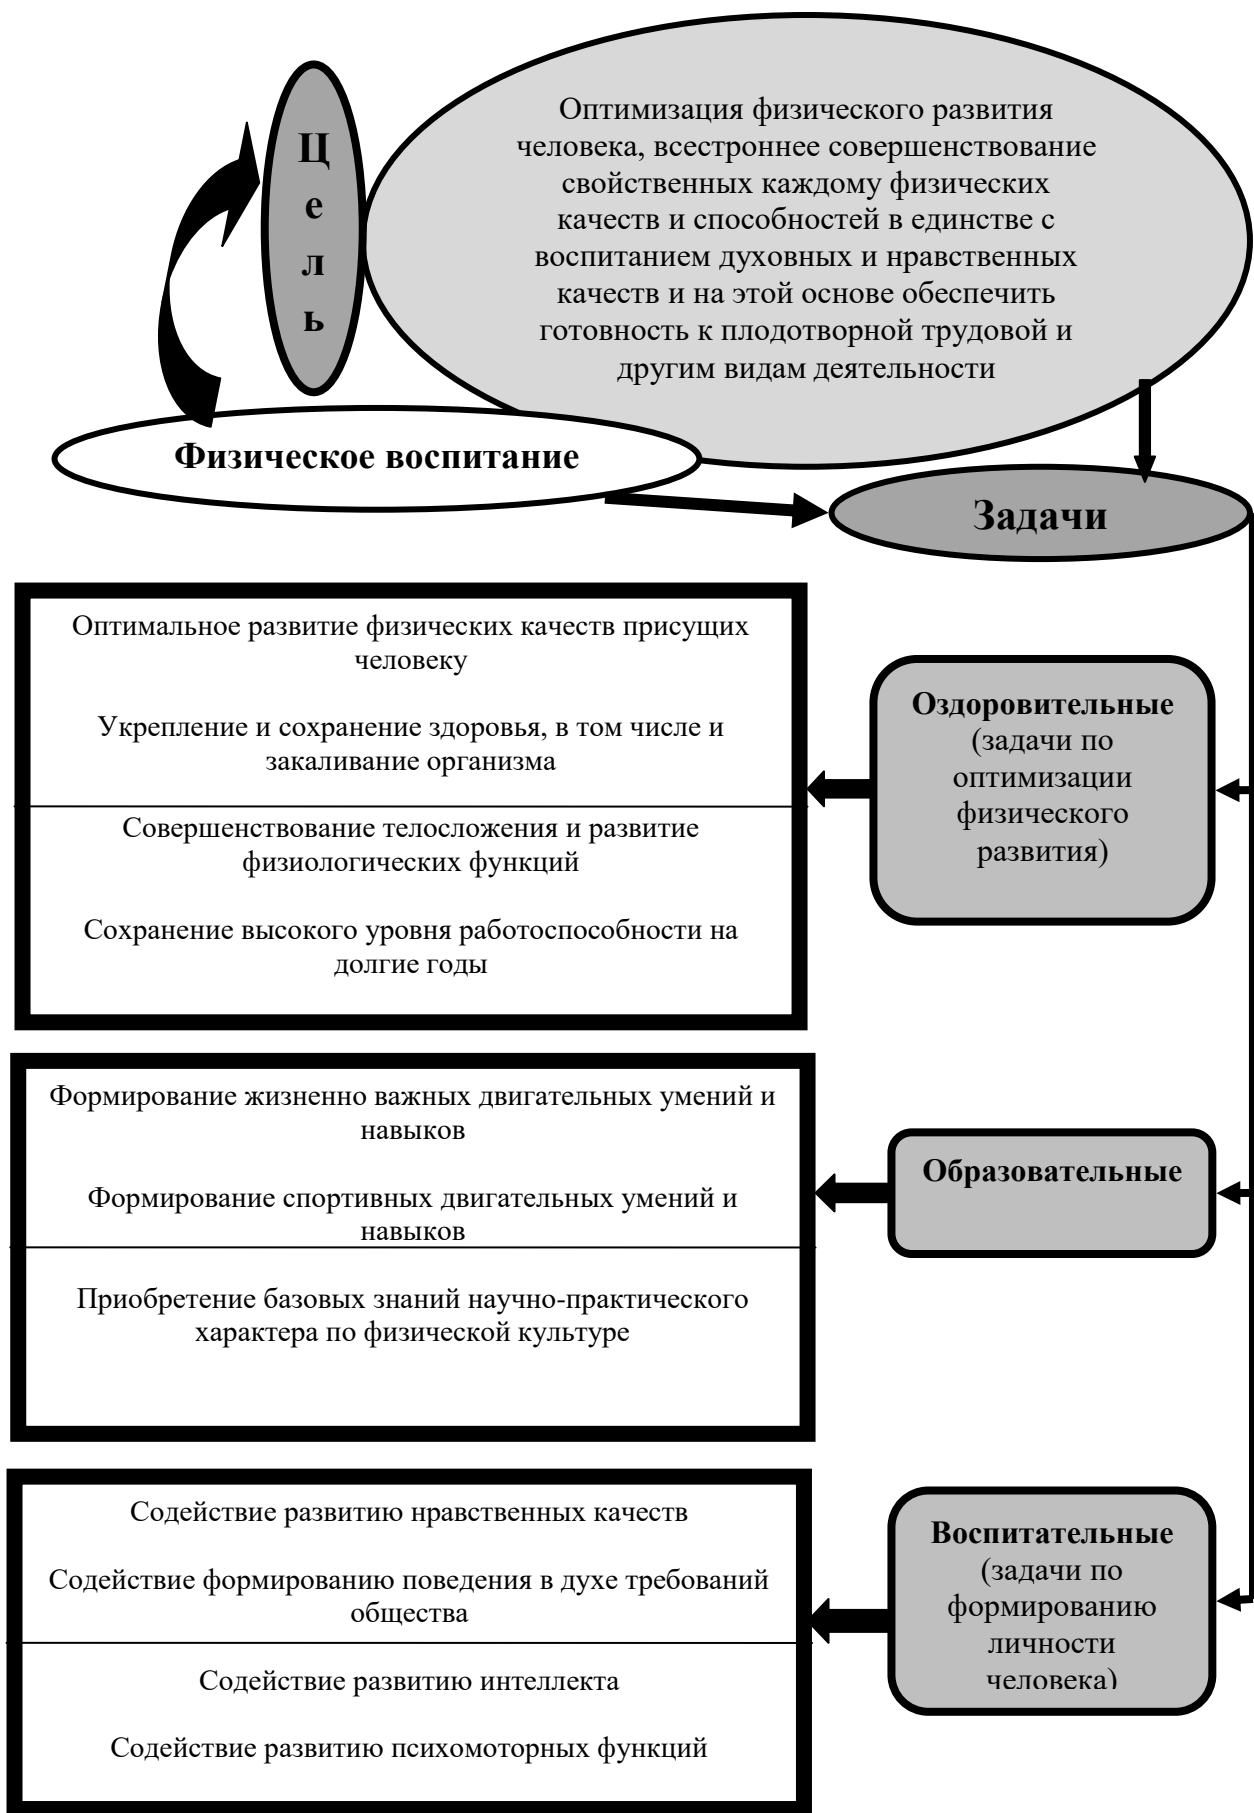 Цель
Оптимизация физического развития
человека, всестроннее совершенствование
свойственных каждому физических
качеств и способностей в единстве с
воспитанием духовных и нравственных
качеств и на этой основе обеспечить
готовность к плодотворной трудовой и
другим видам деятельности
Физическое воспитание
Задачи
Оптимальное развитие физических качеств присущих
человеку
Укрепление и сохранение здоровья, в том числе и
закаливание организма
Совершенствование телосложения и развитие
физиологических функций
Сохранение высокого уровня работоспособности на
долгие годы
Оздоровительные
(задачи по
оптимизации
физического
развития)
Формирование жизненно важных двигательных умений и
навыков
Формирование спортивных двигательных умений и
навыков
Приобретение базовых знаний научно-практического
характера по физической культуре
Образовательные
Содействие развитию нравственных качеств
Содействие формированию поведения в духе требований
общества
Содействие развитию интеллекта
Содействие развитию психомоторных функций
Воспитательные
(задачи по
формированию
личности
человека)